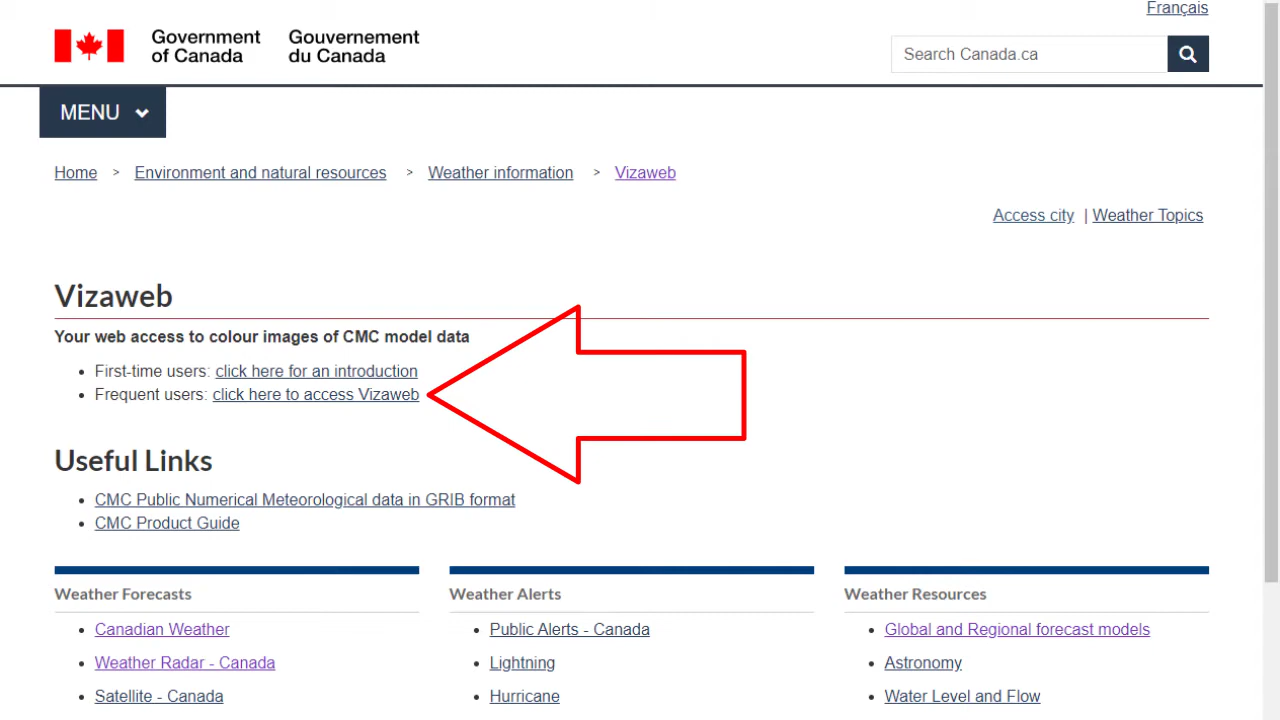 Français
Government of Canada
Gouvernement du Canada
Search Canada.ca
MENU
Home > Environment and natural resources > Weather information > Vizaweb
Access city | Weather Topics
Vizaweb
Your web access to colour images of CMC model data
First-time users: click here for an introduction
Frequent users: click here to access Vizaweb
Useful Links
CMC Public Numerical Meteorological data in GRIB format
CMC Product Guide
Weather Forecasts
Canadian Weather
Weather Radar - Canada
Satellite - Canada
Weather Alerts
Public Alerts - Canada
Lightning
Hurricane
Weather Resources
Global and Regional forecast models
Astronomy
Water Level and Flow